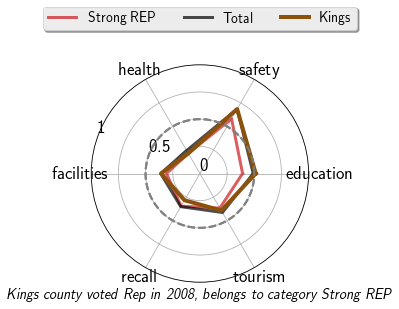 Strong REP Total Kings
health safety
1
0.5
0
facilities education
recall tourism
Kings county voted Rep in 2008, belongs to category Strong REP